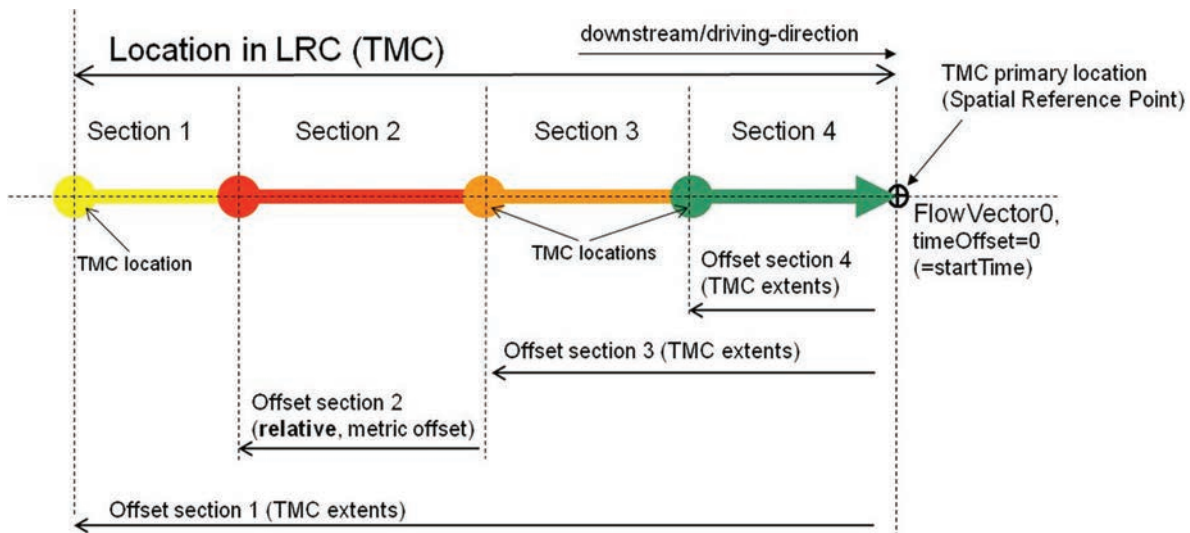 Location in LRC (TMC)
downstream/driving-direction
TMC primary location
(Spatial Reference Point)
Section 1
Section 2
Section 3
Section 4
TMC location
TMC locations
FlowVector0,
timeOffset=0
(=startTime)
Offset section 4
(TMC extents)
Offset section 3 (TMC extents)
Offset section 2
(relative, metric offset)
Offset section 1 (TMC extents)